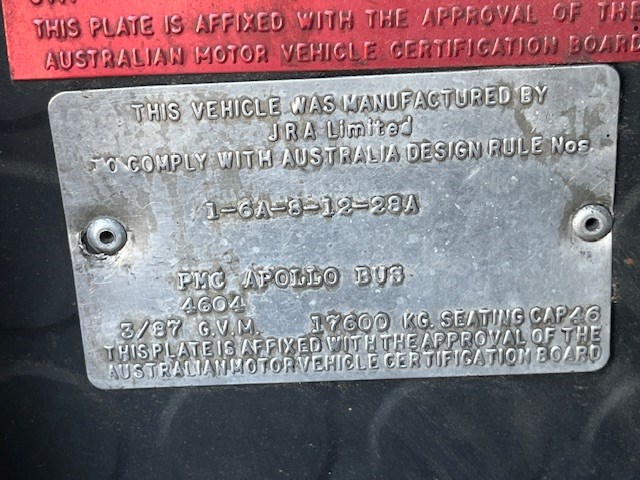 THIS PLATE IS AFFIXED WITH THE APPROVAL OF THE
AUSTRALIAN MOTOR VEHICLE CERTIFICATION BOARD
THIS VEHICLE WAS MANUFACTURED BY
JRA Limited
TO COMPLY WITH AUSTRALIA DESIGN RULE Nos.
1-6A-8-12-28A
PMC APOLLO BUS
4604
3/87 G.V.M. 17600 KG. SEATING CAP 46
THIS PLATE IS AFFIXED WITH THE APPROVAL OF THE
AUSTRALIAN MOTOR VEHICLE CERTIFICATION BOARD